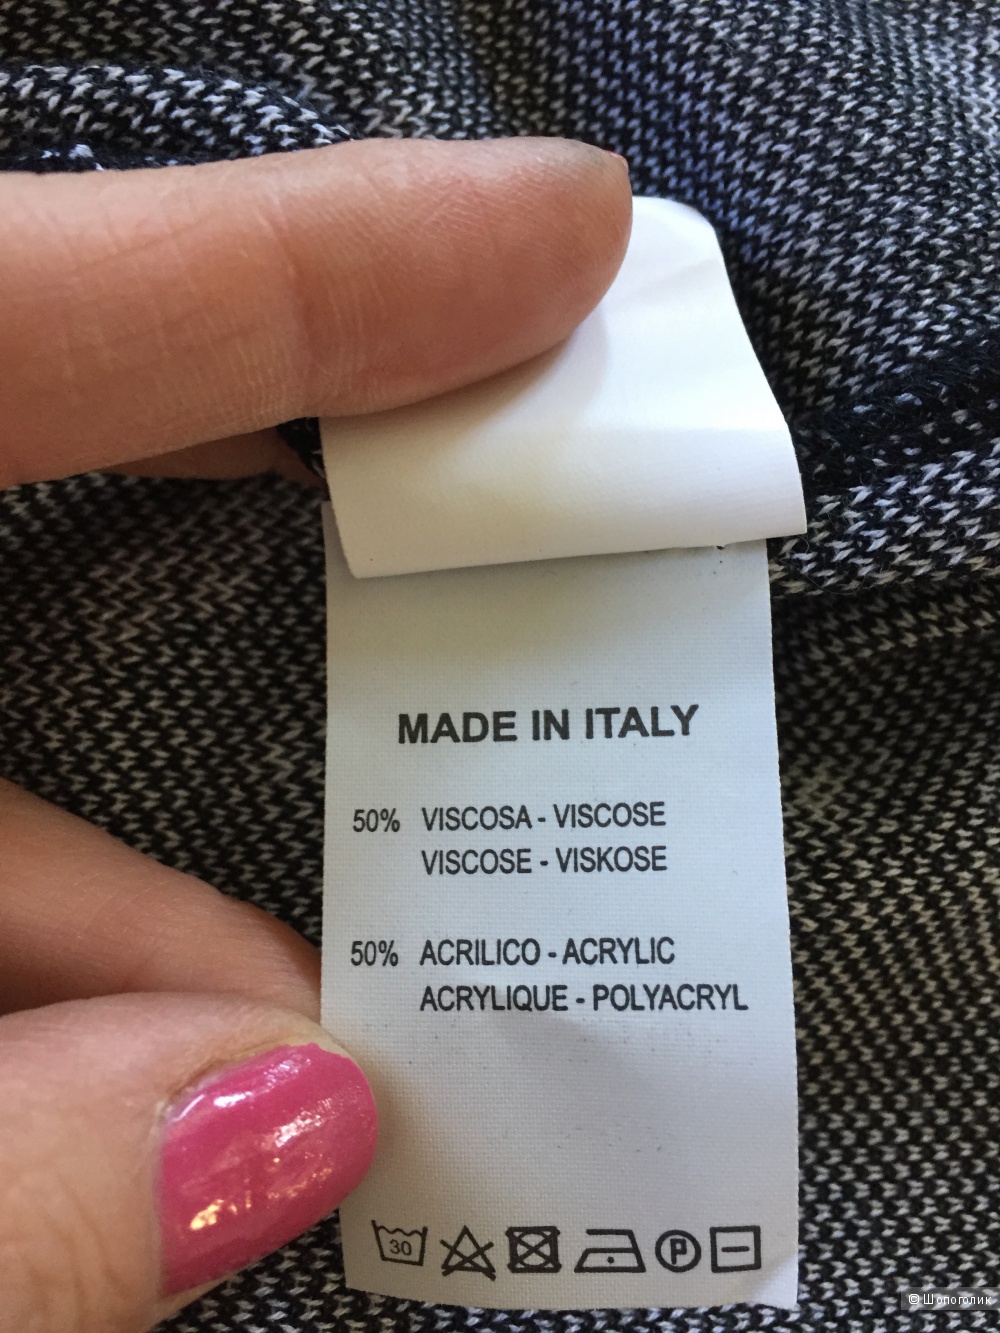 MADE IN ITALY
50% VISCOSA - VISCOSE
VISCOSE - VISKOSE
50% ACRILICO - ACRYLIC
ACRYLIQUE - POLYACRYL
30
P
© Шопоголик